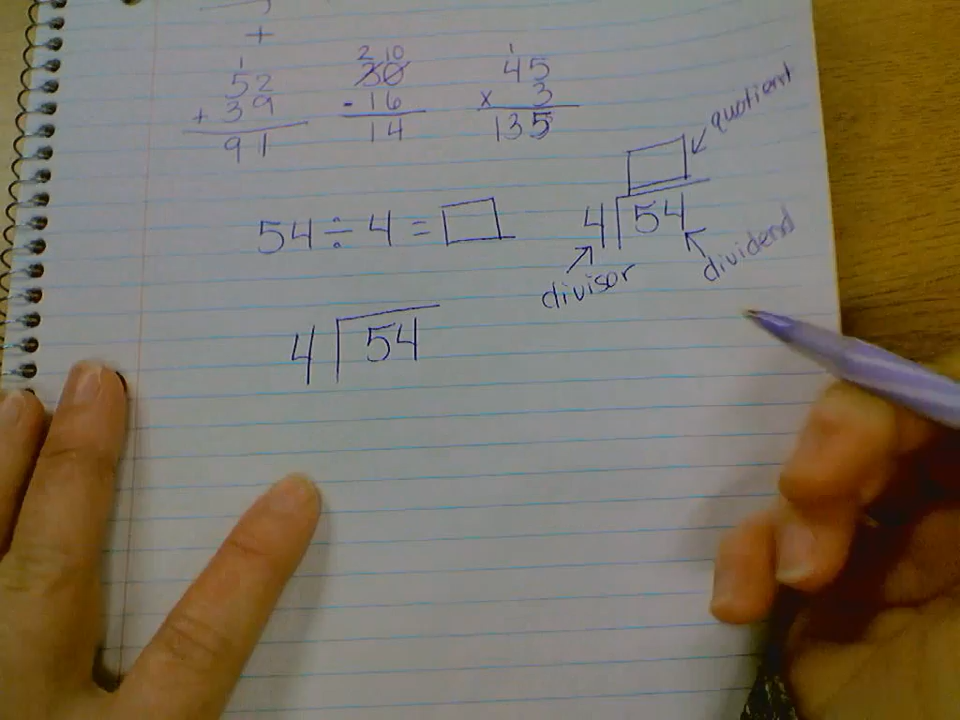 +
1
52
+ 39
91
2 10
30
- 16
14
1
45
x 3
135
quotient
54 ÷ 4 =
4 54
divisor
dividend
4 54